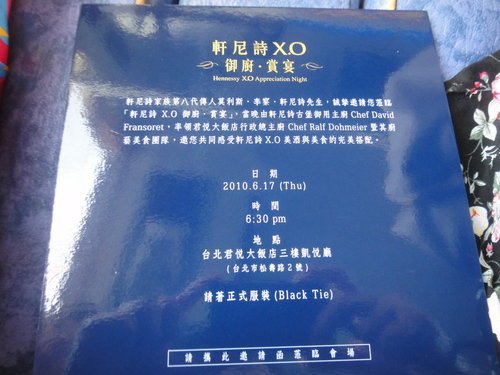 軒尼詩 X.O
御廚·賞宴
Hennessy X.O Appreciation Night
軒尼詩家族第八代傳人莫利斯·李察·軒尼詩先生，誠摯邀請您蒞臨
「軒尼詩 X.O 御廚·賞宴」，當晚由軒尼詩古堡御用主廚 Chef David
Fransoret，率領君悅大飯店行政總主廚 Chef Ralf Dohmeier 暨其廚
藝美食團隊，邀您共同感受軒尼詩X.O美酒與美食的完美搭配。
日 期
2010.6.17 (Thu)
時 間
6:30 pm
地 點
台北君悅大飯店三樓凱悅廳
(台北市松壽路2號)
請著正式服裝 (Black Tie)
請攜此邀請函蒞臨會場